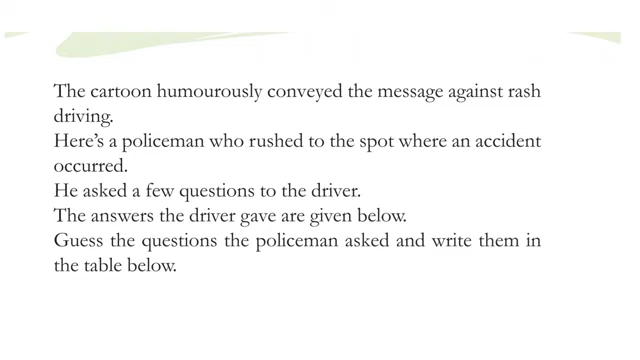 The cartoon humourously conveyed the message against rash
driving.
Here's a policeman who rushed to the spot where an accident
occurred.
He asked a few questions to the driver.
The answers the driver gave are given below.
Guess the questions the policeman asked and write them in
the table below.